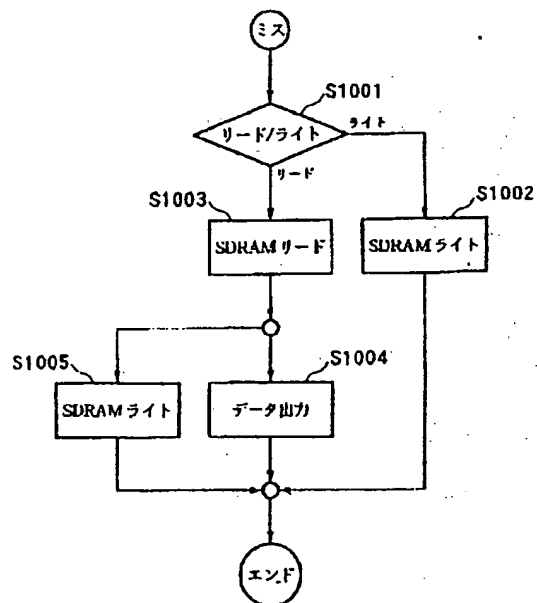 ミス
S1001
リード/ライト
ライト
リード
S1003
S1002
SDRAMリード
SDRAMライト
S1005
S1004
SDRAMライト
データ出力
エンド